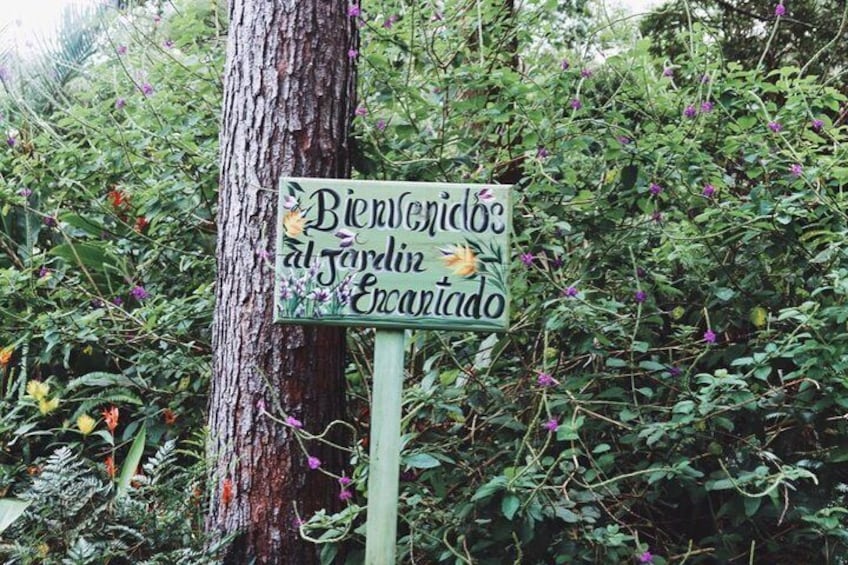 Bienvenidos
al Jardin
Encantado